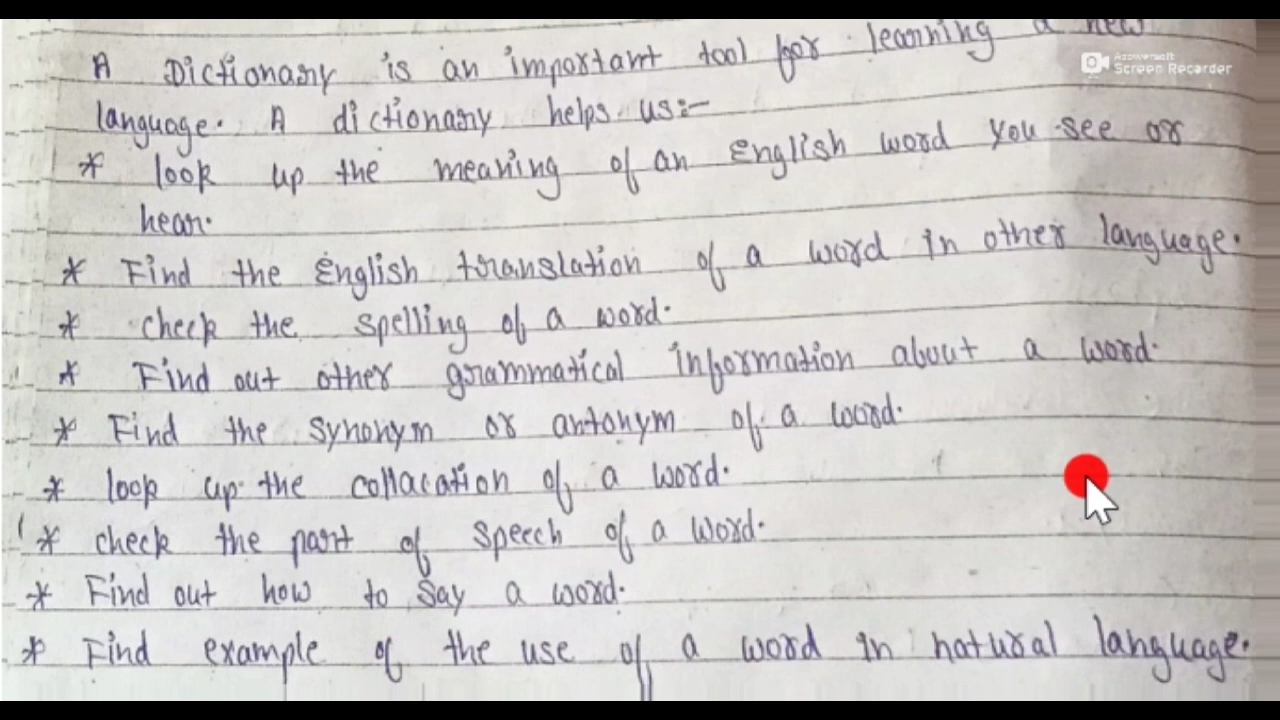 A Dictionary is an important tool for learning a new
Screen Recorder
language. A dictionary helps us:-
* look up the meaning of an English word you see or
hear.
* Find the English translation of a word in other language.
* check the spelling of a word.
* Find out other grammatical information about a word.
* Find the synonym or antonym of a word.
* look up the collacation of a word.
* check the part of speech of a word.
* Find out how to say a word.
* Find example of the use of a word in natural language.